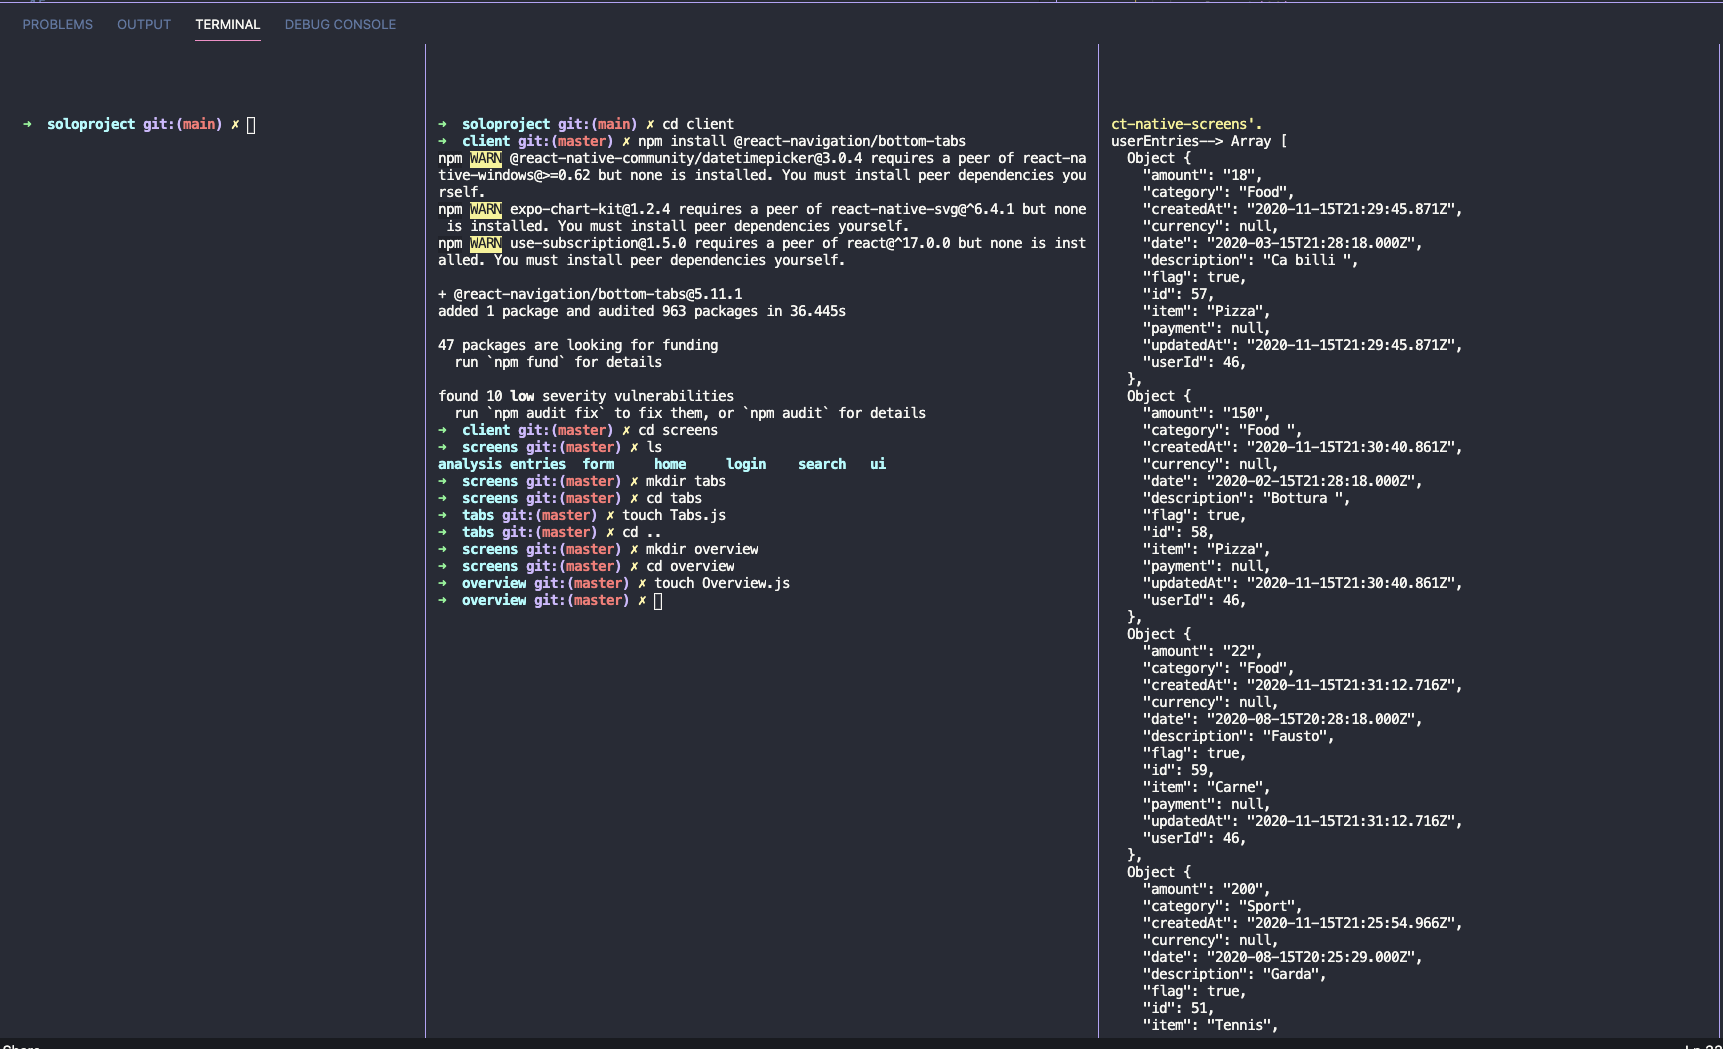 PROBLEMS OUTPUT TERMINAL DEBUG CONSOLE
➜ soloproject git:(main) ✗
➜ soloproject git:(main) ✗ cd client
➜ client git:(master) ✗ npm install @react-navigation/bottom-tabs
npm WARN @react-native-community/datetimepicker@3.0.4 requires a peer of react-na
tive-windows@>=0.62 but none is installed. You must install peer dependencies you
rself.
npm WARN expo-chart-kit@1.2.4 requires a peer of react-native-svg@^6.4.1 but none
is installed. You must install peer dependencies yourself.
npm WARN use-subscription@1.5.0 requires a peer of react@^17.0.0 but none is inst
alled. You must install peer dependencies yourself.
+ @react-navigation/bottom-tabs@5.11.1
added 1 package and audited 963 packages in 36.445s
47 packages are looking for funding
run `npm fund` for details
found 10 low severity vulnerabilities
run `npm audit fix` to fix them, or `npm audit` for details
➜ client git:(master) ✗ cd screens
➜ screens git:(master) ✗ ls
analysis entries form home login search ui
➜ screens git:(master) ✗ mkdir tabs
➜ screens git:(master) ✗ cd tabs
➜ tabs git:(master) ✗ touch Tabs.js
➜ tabs git:(master) ✗ cd ..
➜ screens git:(master) ✗ mkdir overview
➜ screens git:(master) ✗ cd overview
➜ overview git:(master) ✗ touch Overview.js
➜ overview git:(master) ✗
ct-native-screens'.
userEntries--> Array [
Object {
"amount": "18",
"category": "Food",
"createdAt": "2020-11-15T21:29:45.871Z",
"currency": null,
"date": "2020-03-15T21:28:18.000Z",
"description": "Ca billi ",
"flag": true,
"id": 57,
"item": "Pizza",
"payment": null,
"updatedAt": "2020-11-15T21:29:45.871Z",
"userId": 46,
},
Object {
"amount": "150",
"category": "Food ",
"createdAt": "2020-11-15T21:30:40.861Z",
"currency": null,
"date": "2020-02-15T21:28:18.000Z",
"description": "Bottura ",
"flag": true,
"id": 58,
"item": "Pizza",
"payment": null,
"updatedAt": "2020-11-15T21:30:40.861Z",
"userId": 46,
},
Object {
"amount": "22",
"category": "Food",
"createdAt": "2020-11-15T21:31:12.716Z",
"currency": null,
"date": "2020-08-15T20:28:18.000Z",
"description": "Fausto",
"flag": true,
"id": 59,
"item": "Carne",
"payment": null,
"updatedAt": "2020-11-15T21:31:12.716Z",
"userId": 46,
},
Object {
"amount": "200",
"category": "Sport",
"createdAt": "2020-11-15T21:25:54.966Z",
"currency": null,
"date": "2020-08-15T20:25:29.000Z",
"description": "Garda",
"flag": true,
"id": 51,
"item": "Tennis",